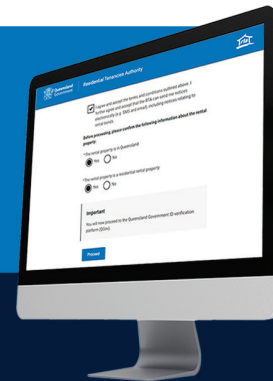 Queensland
Government
Residential Tenancies Authority
rta
I agree and accept the terms and conditions outlined above. I
further agree and accept that the RTA can send me notices
electronically (e.g. SMS and email), including notices relating to
rental bonds.
Before proceeding, please confirm the following information about the rental
property
*The rental property is in Queensland
Yes No
*The rental property is a residential rental property
Yes No
Important
You will now proceed to the Queensland Government ID verification
platform (QGov).
Proceed